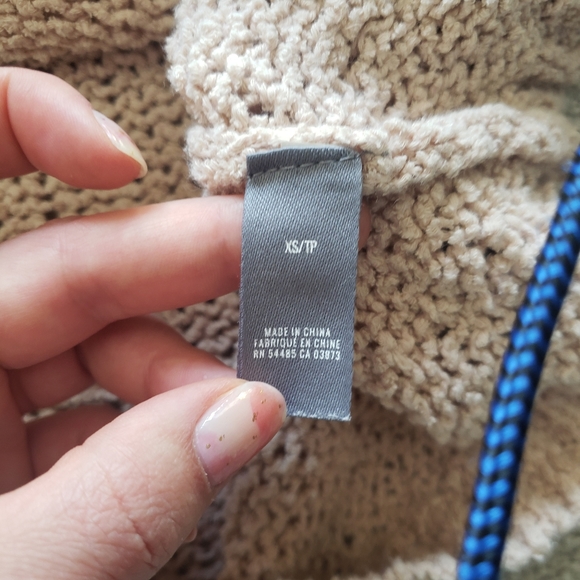 XS/TP
MADE IN CHINA
FABRIQUÉ EN CHINE
RN 54485 CA 03873